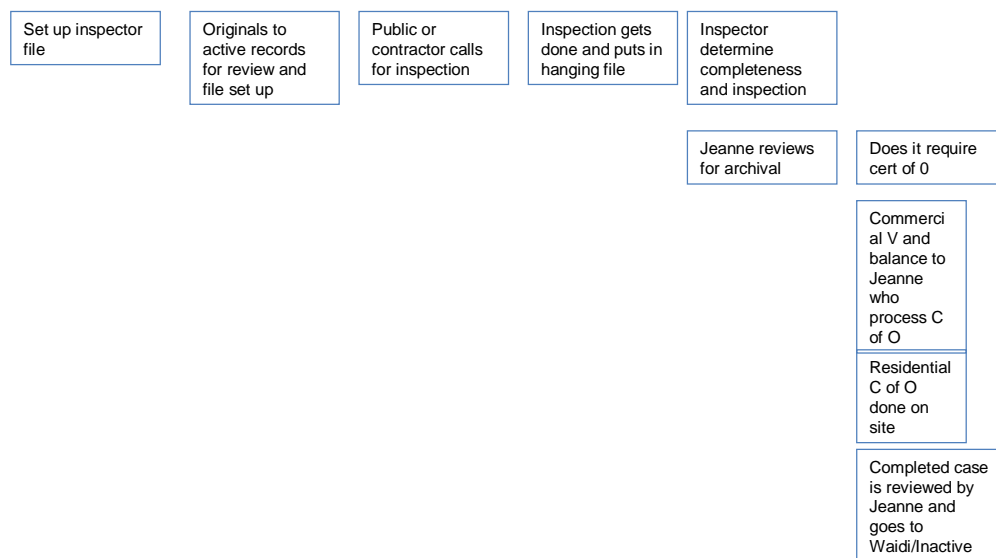 Set up inspector
file
Originals to
active records
for review and
file set up
Public or
contractor calls
for inspection
Inspection gets
done and puts in
hanging file
Inspector
determine
completeness
and inspection
Jeanne reviews
for archival
Does it require
cert of 0
Commerci
al V and
balance to
Jeanne
who
process C
of O
Residential
C of O
done on
site
Completed case
is reviewed by
Jeanne and
goes to
Waidi/Inactive